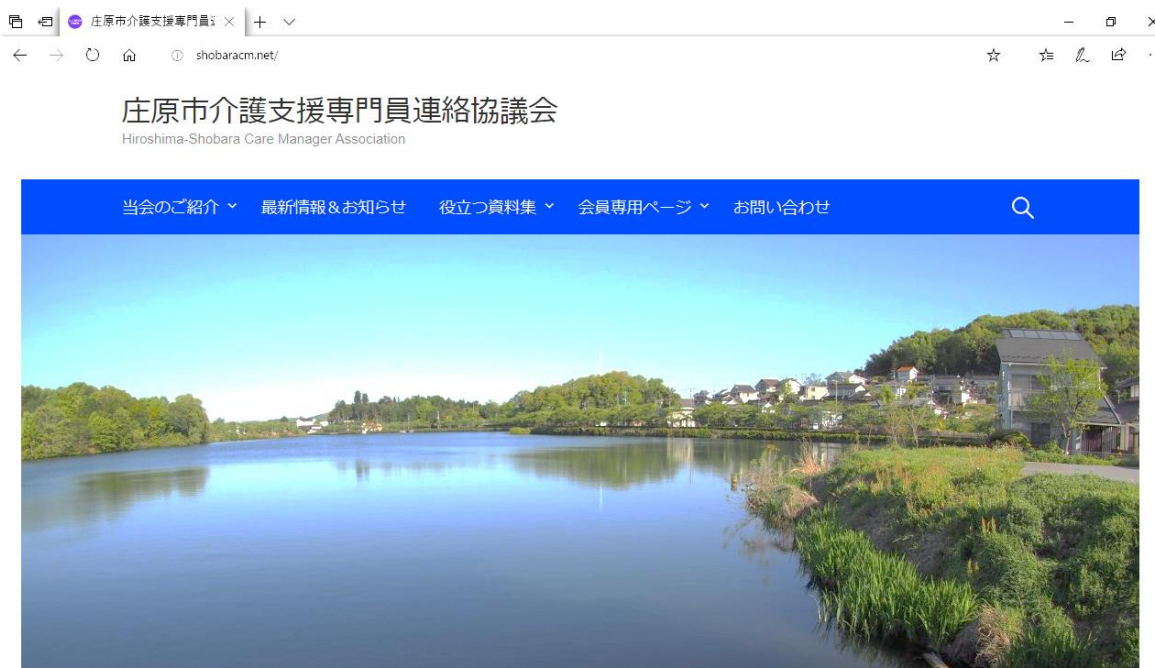 庄原市介護支援専門員
shobaracm.net/
庄原市介護支援専門員連絡協議会
Hiroshima-Shobara Care Manager Association
当会のご紹介 最新情報&お知らせ 役立つ資料集 会員専用ページ お問い合わせ